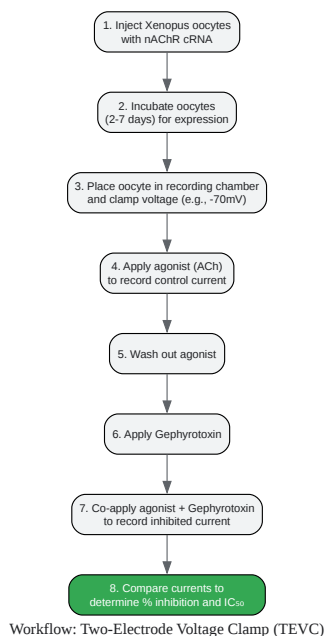 1. Inject Xenopus oocytes
with nAChR cRNA
2. Incubate oocytes
(2-7 days) for expression
3. Place oocyte in recording chamber
and clamp voltage (e.g., -70mV)
4. Apply agonist (ACh)
to record control current
5. Wash out agonist
6. Apply Gephyrotoxin
7. Co-apply agonist + Gephyrotoxin
to record inhibited current
8. Compare currents to
determine % inhibition and IC₅₀
Workflow: Two-Electrode Voltage Clamp (TEVC)